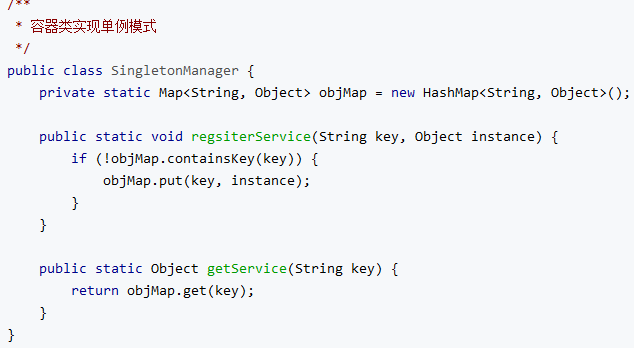 /**
 * 容器类实现单例模式
 */
public class SingletonManager {
    private static Map<String, Object> objMap = new HashMap<String, Object>();

    public static void regsiterService(String key, Object instance) {
        if (!objMap.containsKey(key)) {
            objMap.put(key, instance);
        }
    }

    public static Object getService(String key) {
        return objMap.get(key);
    }
}